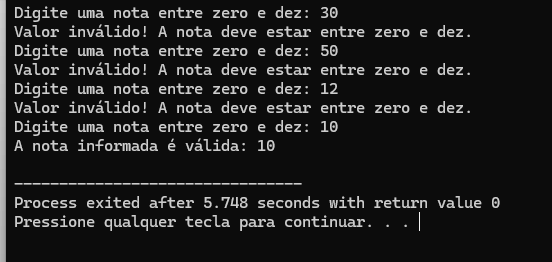 Digite uma nota entre zero e dez: 30
Valor inválido! A nota deve estar entre zero e dez.
Digite uma nota entre zero e dez: 50
Valor inválido! A nota deve estar entre zero e dez.
Digite uma nota entre zero e dez: 12
Valor inválido! A nota deve estar entre zero e dez.
Digite uma nota entre zero e dez: 10
A nota informada é válida: 10
--------------------------------
Process exited after 5.748 seconds with return value 0
Pressione qualquer tecla para continuar. . .